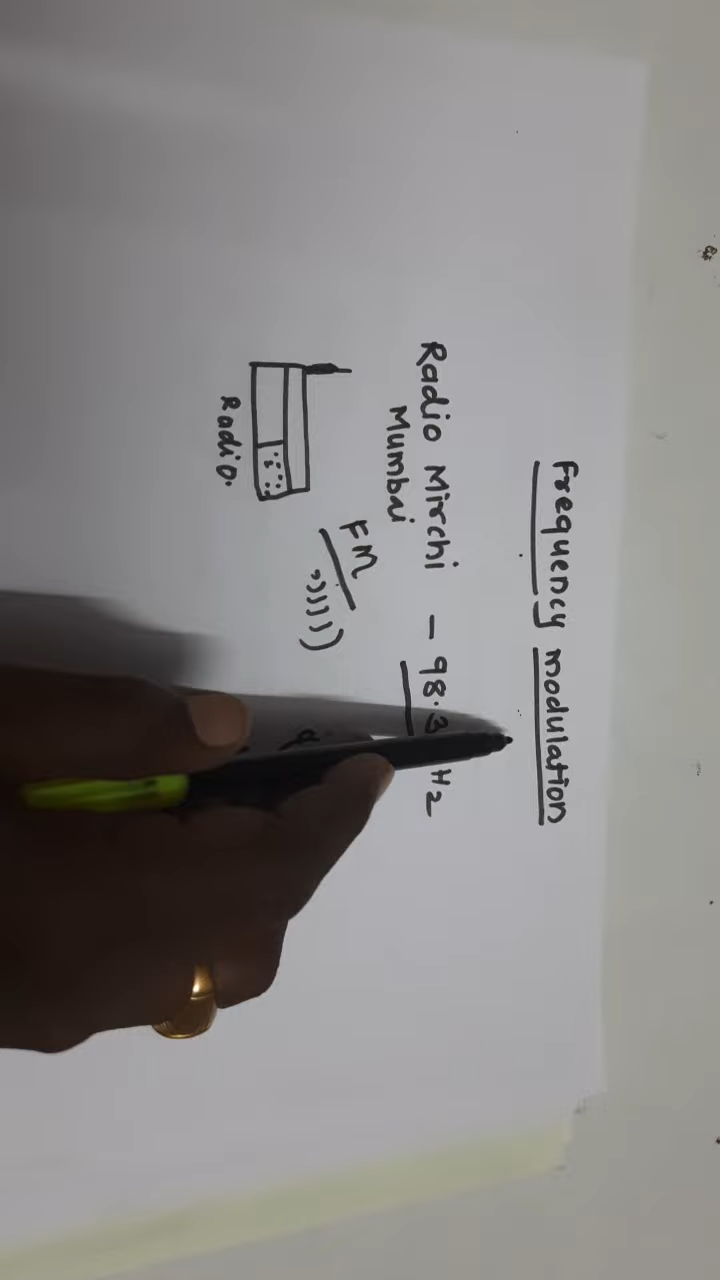 Frequency modulation
Radio Mirchi - 98.3 Hz
Mumbai
FM
Radio.